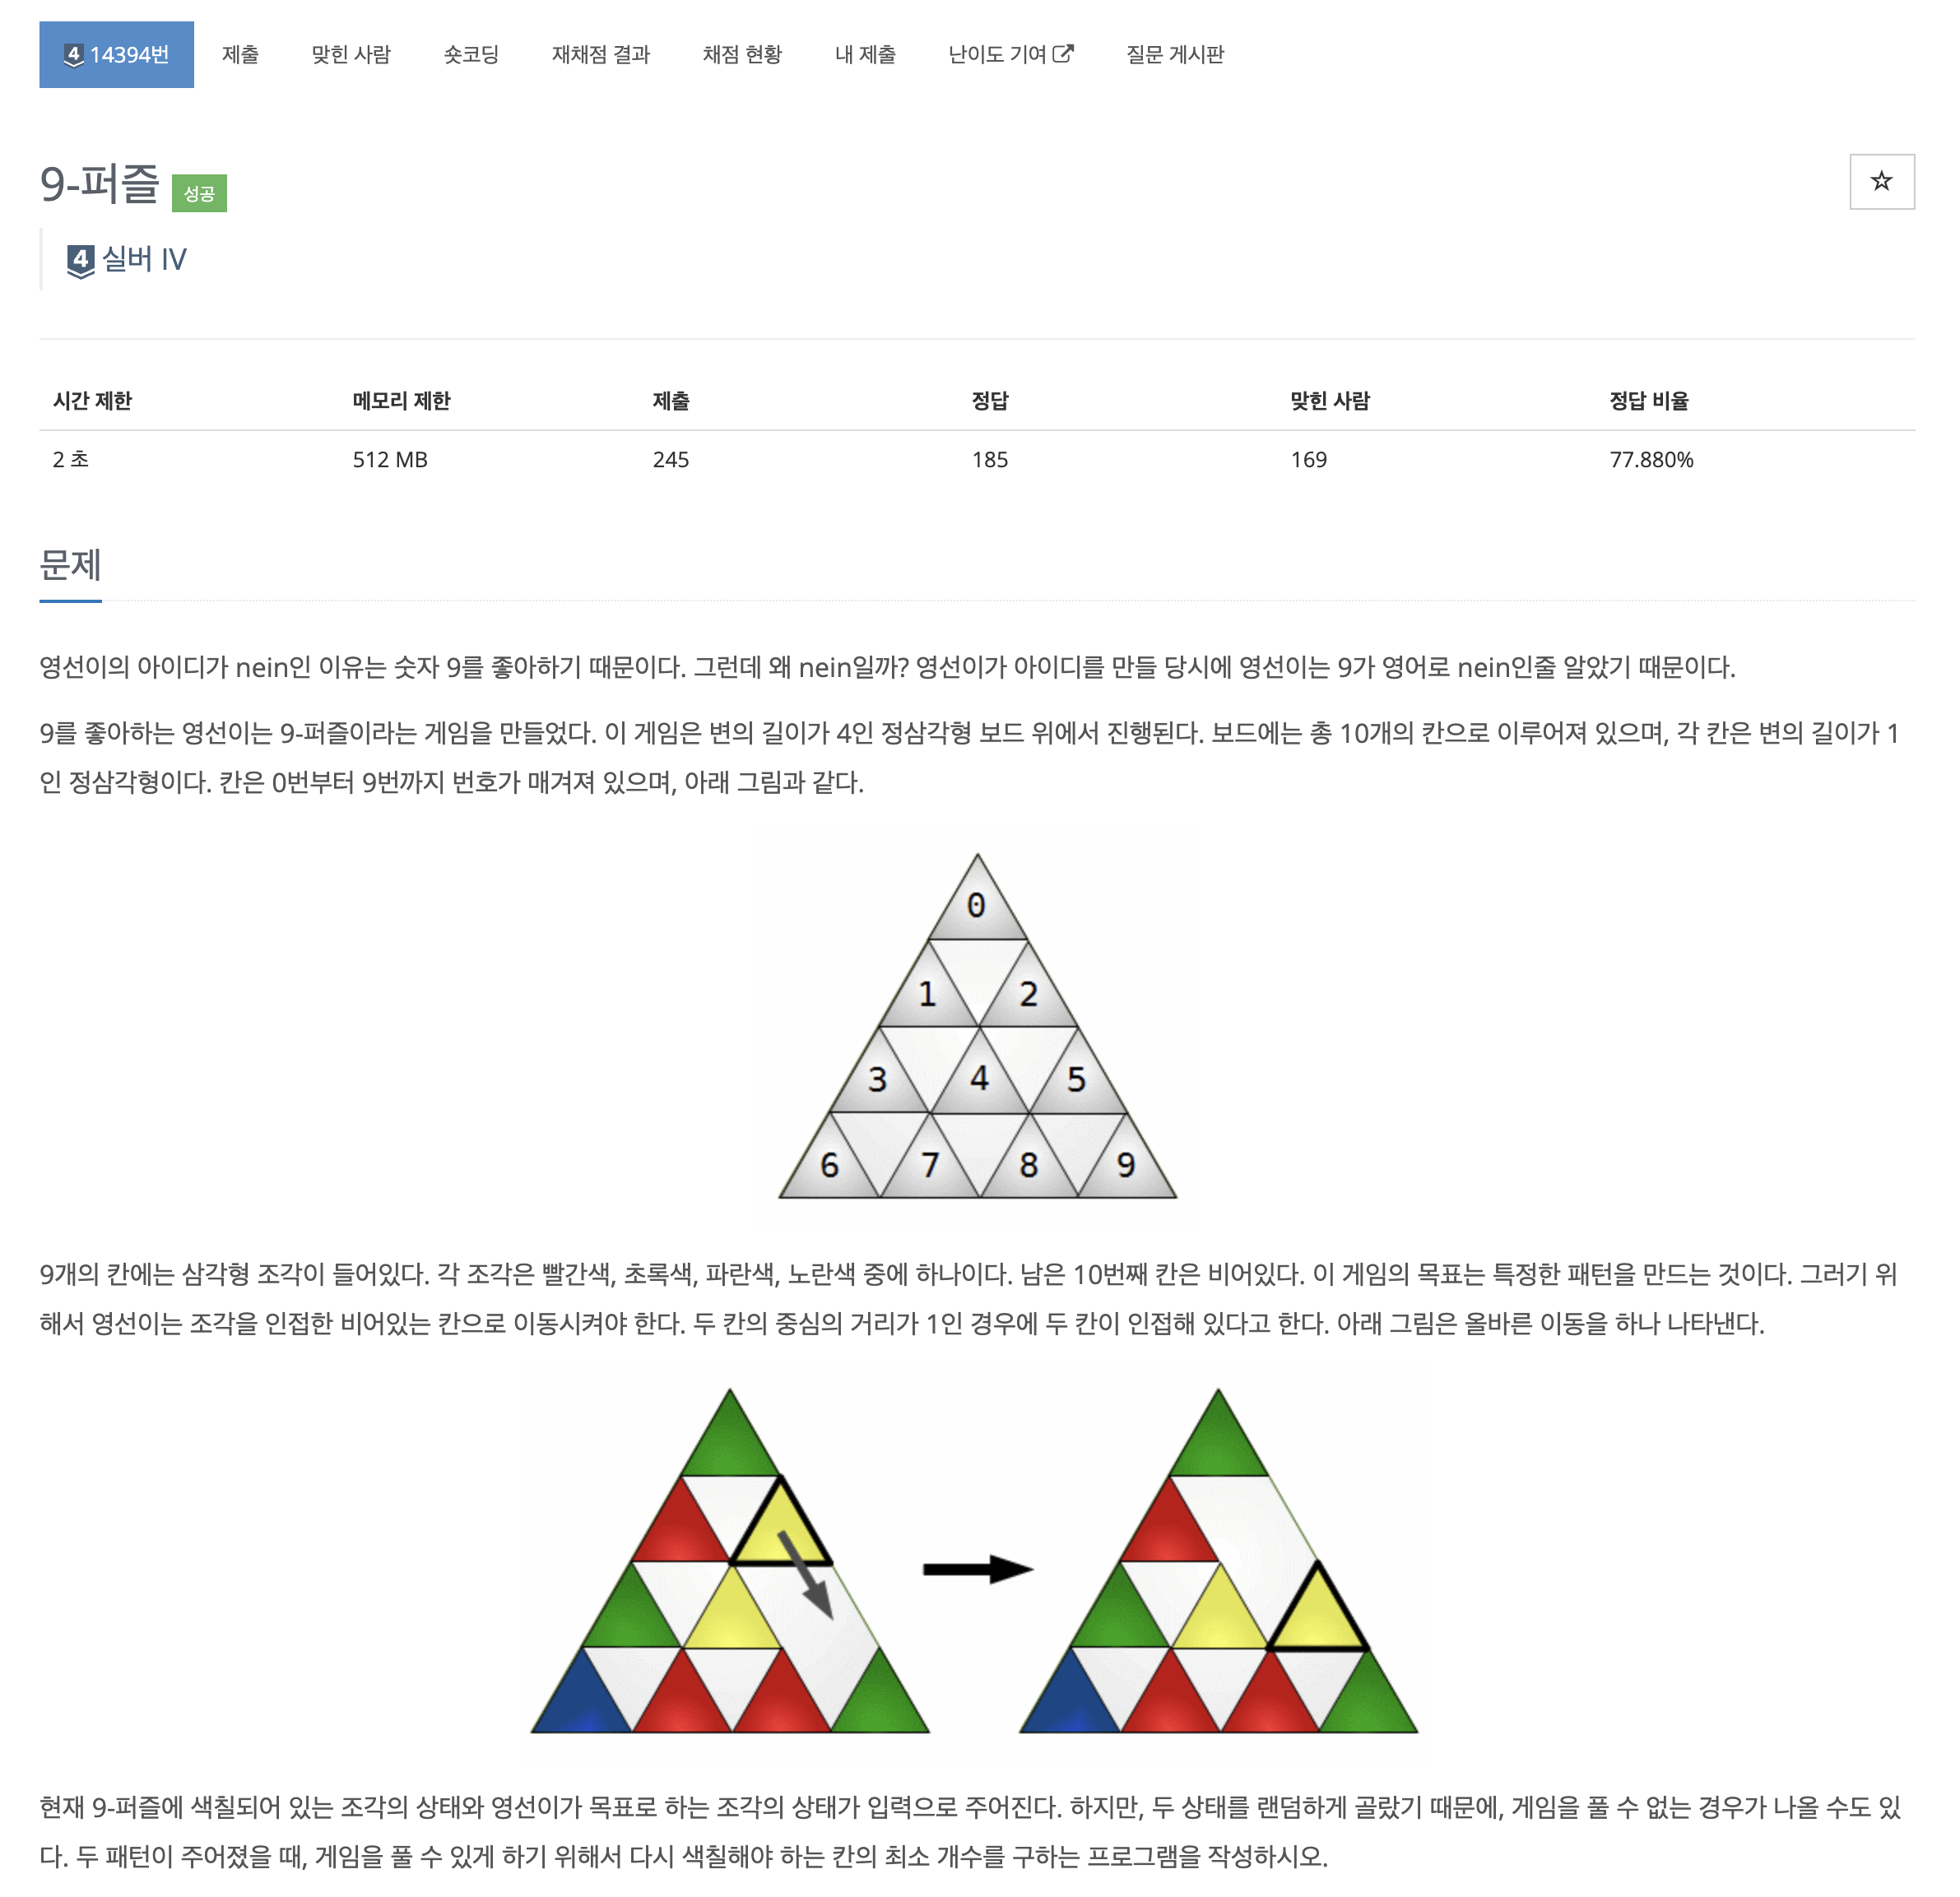 4 14394번 제출 맞힌 사람 숏코딩 재채점 결과 채점 현황 내 제출 난이도 기여 질문 게시판
9-퍼즐 성공
4 실버 IV
시간 제한 메모리 제한 제출 정답 맞힌 사람 정답 비율
2 초 512 MB 245 185 169 77.880%
문제
영선이의 아이디가 nein인 이유는 숫자 9를 좋아하기 때문이다. 그런데 왜 nein일까? 영선이가 아이디를 만들 당시에 영선이는 9가 영어로 nein인줄 알았기 때문이다.
9를 좋아하는 영선이는 9-퍼즐이라는 게임을 만들었다. 이 게임은 변의 길이가 4인 정삼각형 보드 위에서 진행된다. 보드에는 총 10개의 칸으로 이루어져 있으며, 각 칸은 변의 길이가 1
인 정삼각형이다. 칸은 0번부터 9번까지 번호가 매겨져 있으며, 아래 그림과 같다.
0
1 2
3 4 5
6 7 8 9
9개의 칸에는 삼각형 조각이 들어있다. 각 조각은 빨간색, 초록색, 파란색, 노란색 중에 하나이다. 남은 10번째 칸은 비어있다. 이 게임의 목표는 특정한 패턴을 만드는 것이다. 그러기 위
해서 영선이는 조각을 인접한 비어있는 칸으로 이동시켜야 한다. 두 칸의 중심의 거리가 1인 경우에 두 칸이 인접해 있다고 한다. 아래 그림은 올바른 이동을 하나 나타낸다.
현재 9-퍼즐에 색칠되어 있는 조각의 상태와 영선이가 목표로 하는 조각의 상태가 입력으로 주어진다. 하지만, 두 상태를 랜덤하게 골랐기 때문에, 게임을 풀 수 없는 경우가 나올 수도 있
다. 두 패턴이 주어졌을 때, 게임을 풀 수 있게 하기 위해서 다시 색칠해야 하는 칸의 최소 개수를 구하는 프로그램을 작성하시오.